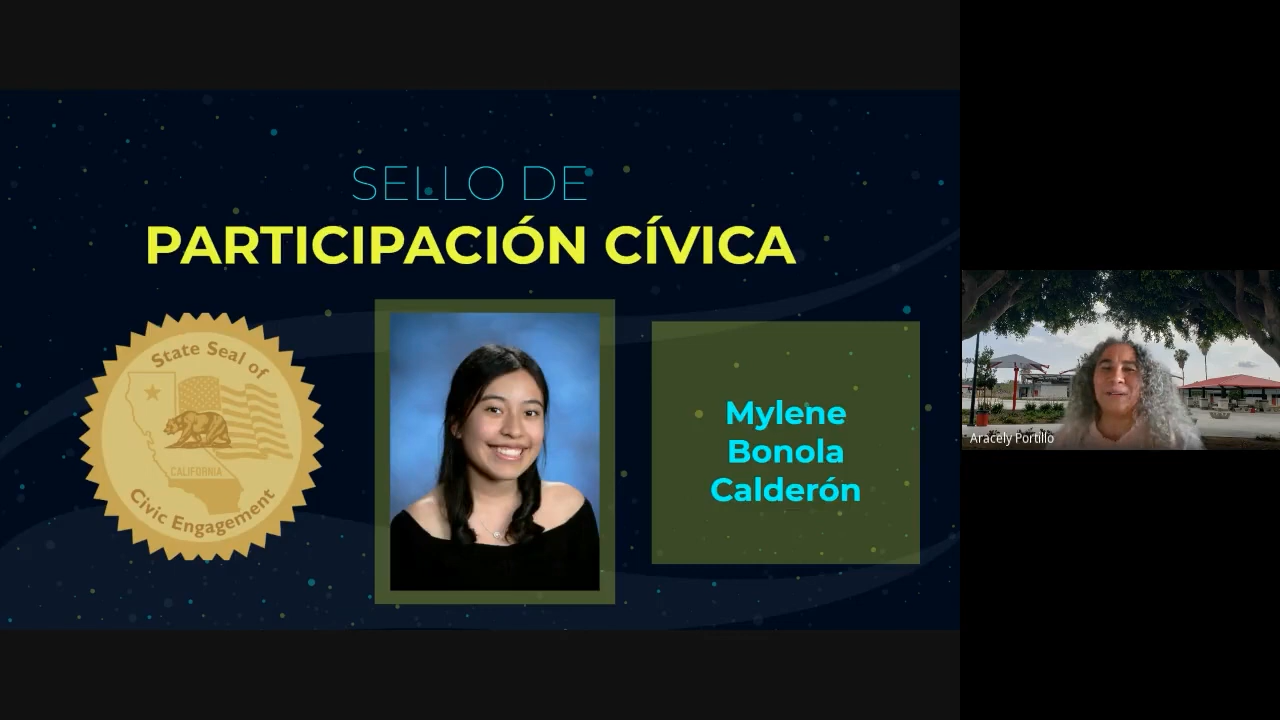 SELLO DE
PARTICIPACIÓN CÍVICA
State Seal of
CALIFORNIA
Civic Engagement
Mylene
Bonola
Calderón
Aracely Portillo